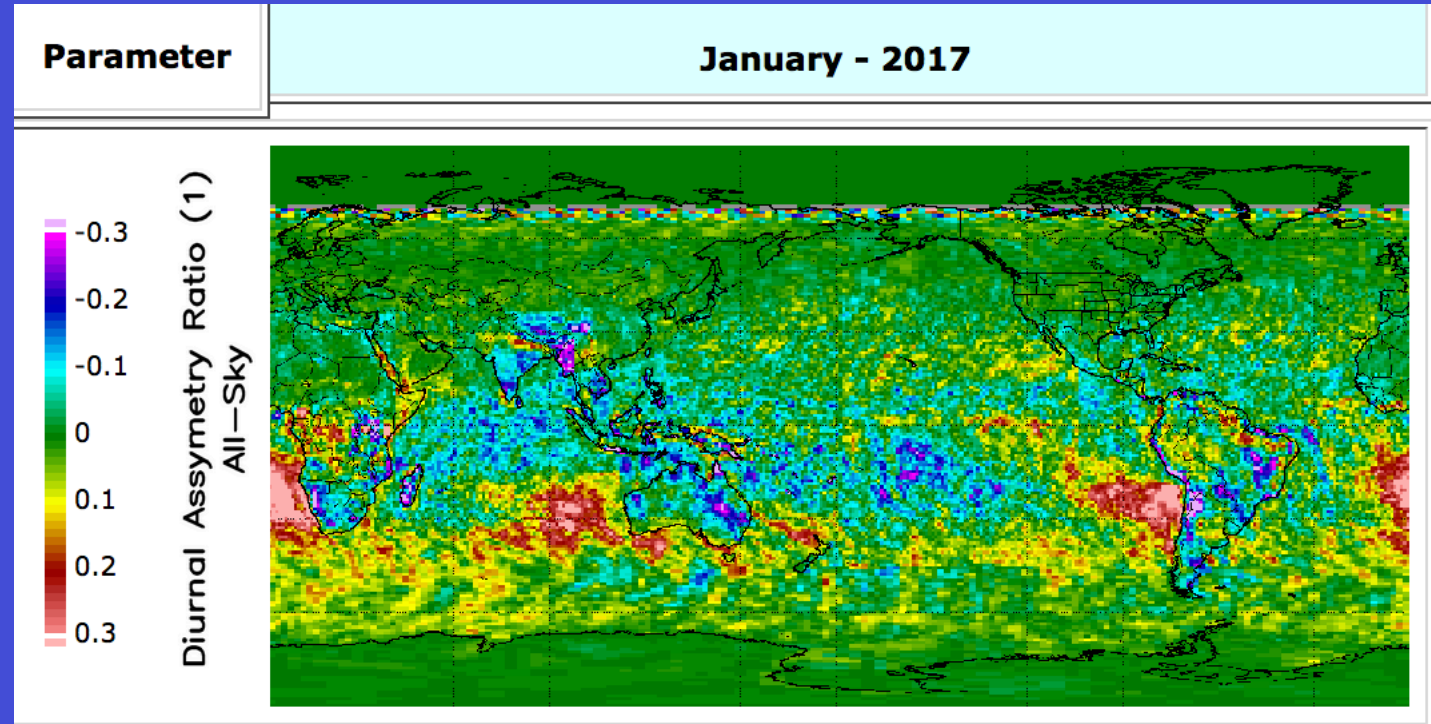 Parameter
January - 2017
Diurnal Assymetry Ratio (1)
All–Sky
-0.3
-0.2
-0.1
0
0.1
0.2
0.3